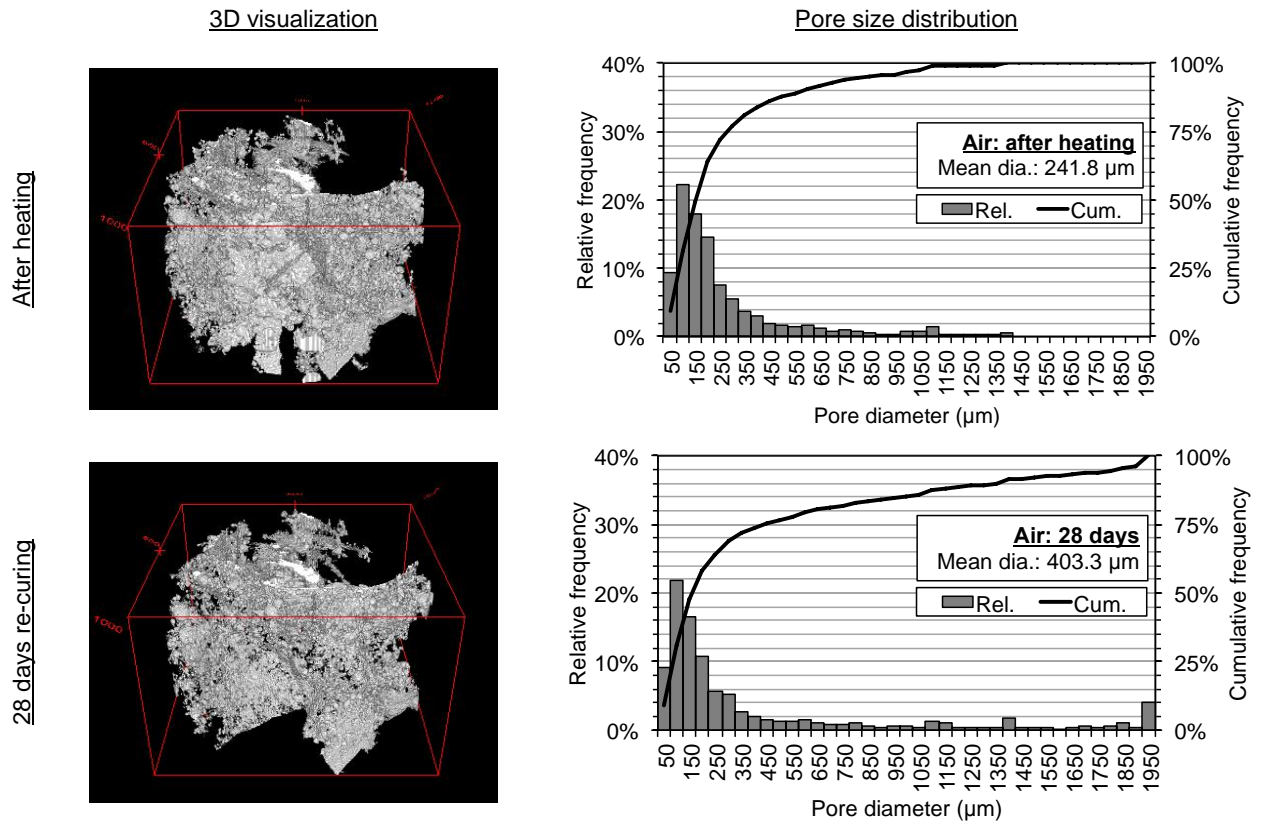 3D visualization
Pore size distribution
After heating
1000
40%
30%
20%
10%
0%
Relative frequency
100%
75%
50%
25%
0%
Cumulative frequency
Air: after heating
Mean dia.: 241.8 µm
Rel. Cum.
50 150 250 350 450 550 650 750 850 950 1050 1150 1250 1350 1450 1550 1650 1750 1850 1950
Pore diameter (µm)
28 days re-curing
1000
40%
30%
20%
10%
0%
Relative frequency
100%
75%
50%
25%
0%
Cumulative frequency
Air: 28 days
Mean dia.: 403.3 µm
Rel. Cum.
50 150 250 350 450 550 650 750 850 950 1050 1150 1250 1350 1450 1550 1650 1750 1850 1950
Pore diameter (µm)